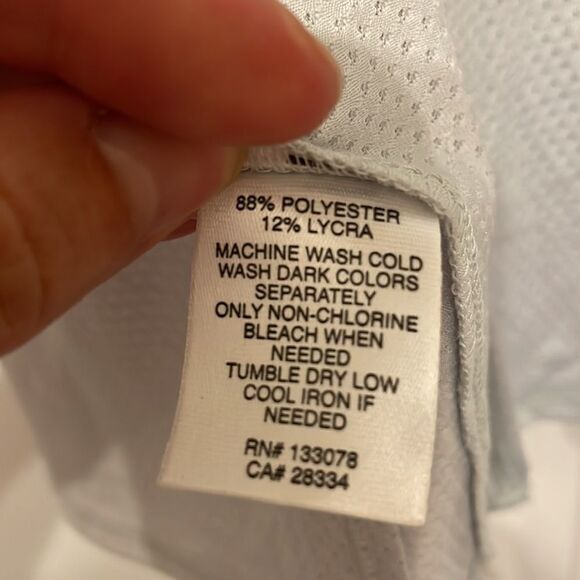 88% POLYESTER
12% LYCRA
MACHINE WASH COLD
WASH DARK COLORS
SEPARATELY
ONLY NON-CHLORINE
BLEACH WHEN
NEEDED
TUMBLE DRY LOW
COOL IRON IF
NEEDED
RN# 133078
CA# 28334